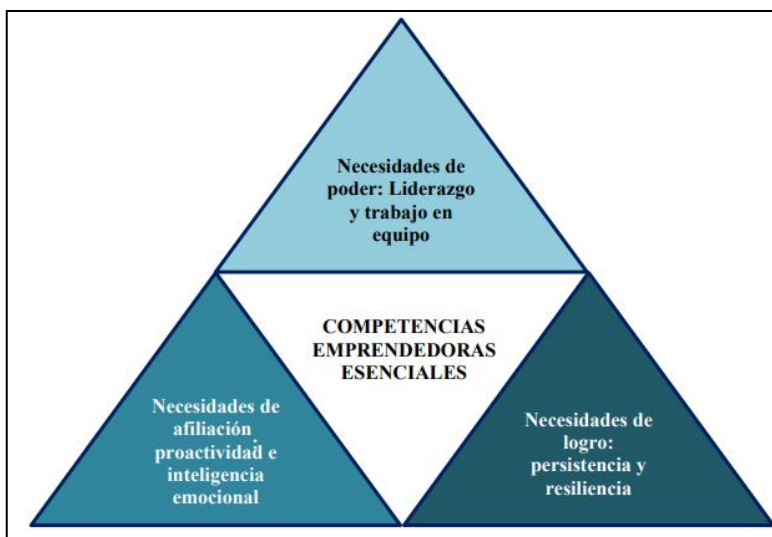 Necesidades de
poder: Liderazgo
y trabajo en
equipo
COMPETENCIAS
EMPRENDEDORAS
ESENCIALES
Necesidades de
afiliación:
proactividad e
inteligencia
emocional
Necesidades de
logro:
persistencia y
resiliencia